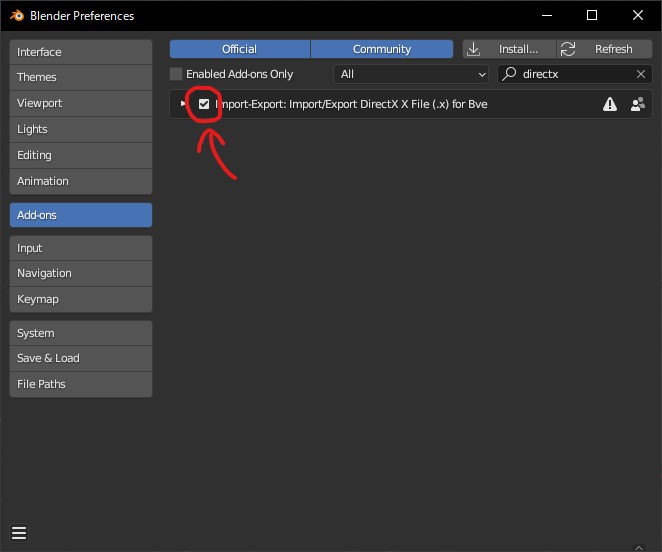 Blender Preferences
Interface
Themes
Viewport
Lights
Editing
Animation
Add-ons
Input
Navigation
Keymap
System
Save & Load
File Paths
Official Community Install... Refresh
Enabled Add-ons Only All directx
Import-Export: Import/Export DirectX X File (.x) for Bve